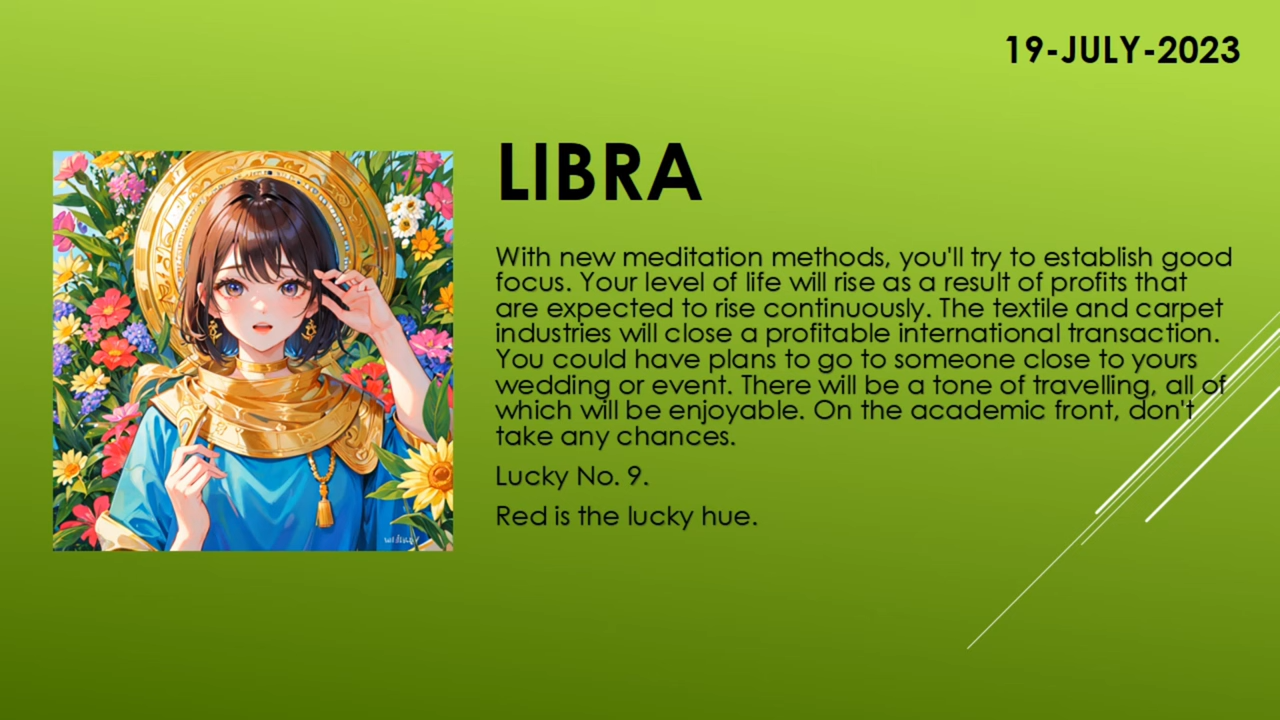 19-JULY-2023
LIBRA
With new meditation methods, you'll try to establish good
focus. Your level of life will rise as a result of profits that
are expected to rise continuously. The textile and carpet
industries will close a profitable international transaction.
You could have plans to go to someone close to yours
wedding or event. There will be a tone of travelling, all of
which will be enjoyable. On the academic front, don't
take any chances.
Lucky No. 9.
Red is the lucky hue.